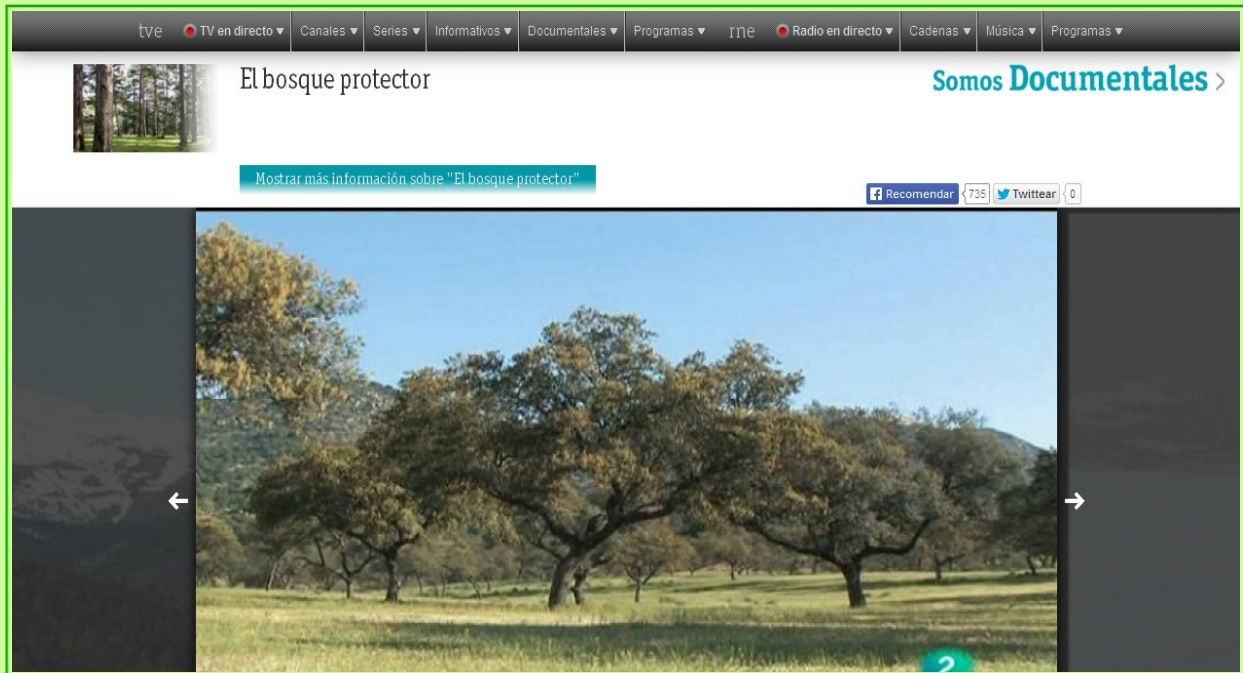 tve TV en directo ▾ Canales ▾ Series ▾ Informativos ▾ Documentales ▾ Programas ▾ rne Radio en directo ▾ Cadenas ▾ Música ▾ Programas ▾
El bosque protector
Somos Documentales >
Mostrar más información sobre "El bosque protector"
Recomendar 735 Twittear 0
2